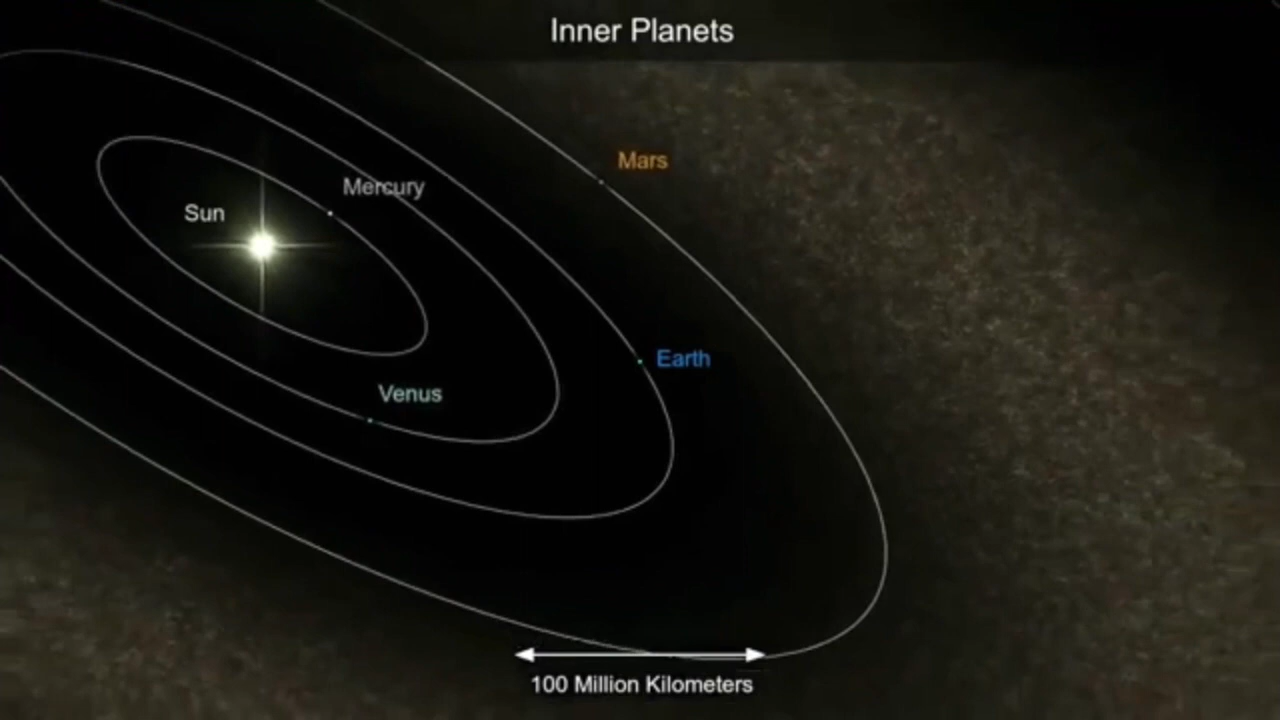 Inner Planets
Mars
Mercury
Sun
Earth
Venus
100 Million Kilometers